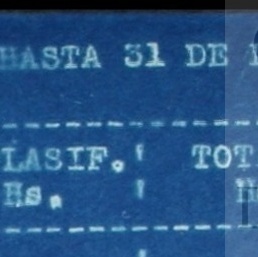 HASTA 31 DE
LASIF. TOT
Hs.